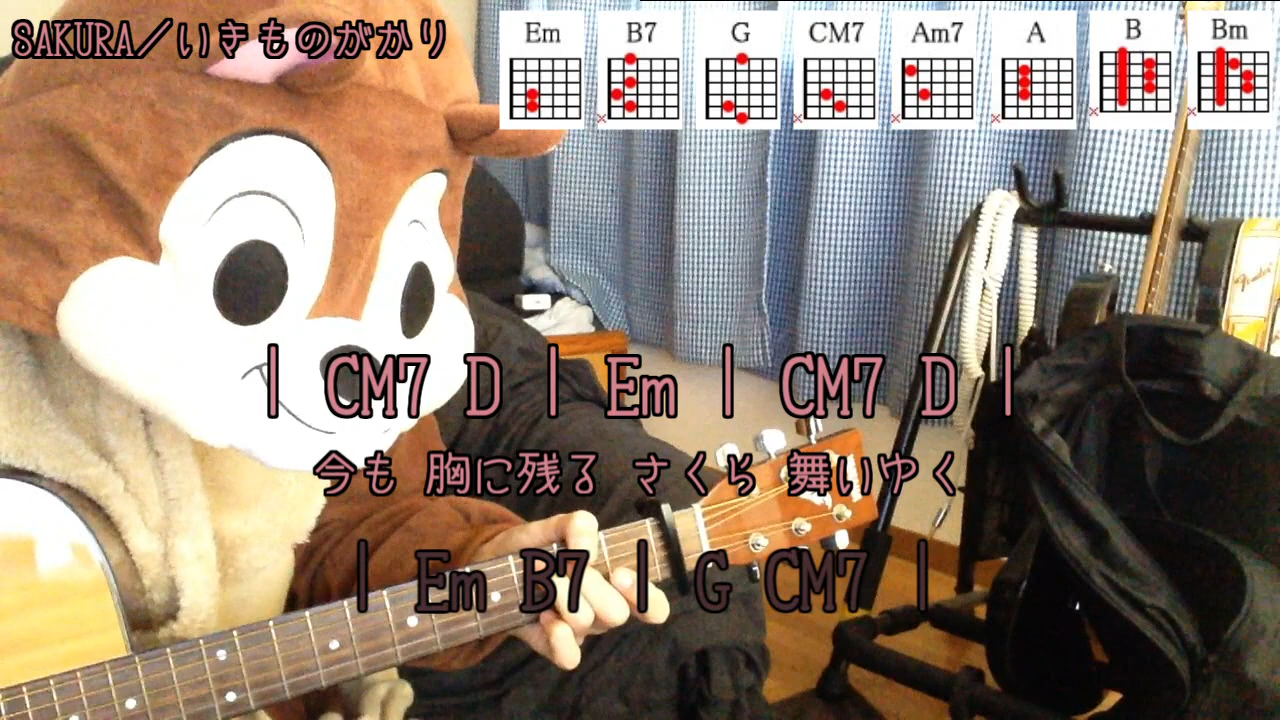 SAKURA／いきものがかり
Em B7 G CM7 Am7 A B Bm
Fender
| CM7 D | Em | CM7 D |
今も 胸に残る さくら 舞いゆく
| Em B7 | G CM7 |